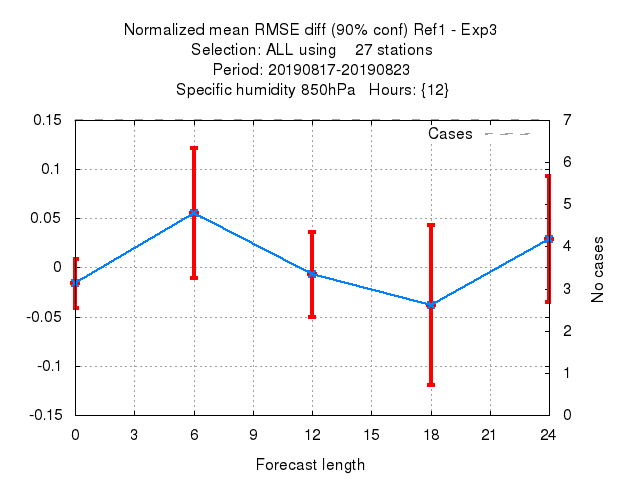 Normalized mean RMSE diff (90% conf) Ref1 - Exp3
Selection: ALL using    27 stations
Period: 20190817-20190823
Specific humidity 850hPa   Hours: {12}
Cases
0.15
0.1
0.05
0
-0.05
-0.1
-0.15
7
6
5
4
3
2
1
0
No cases
0 3 6 9 12 15 18 21 24
Forecast length